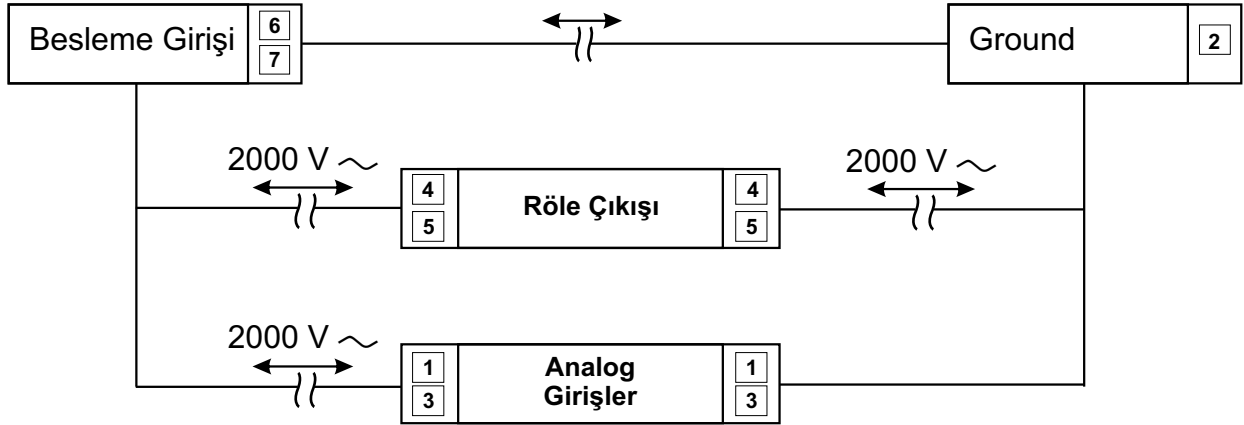 Besleme Girişi 6
7
Ground 2
2000 V ~
2000 V ~
4
5
Röle Çıkışı
4
5
2000 V ~
1
3
Analog
Girişler
1
3